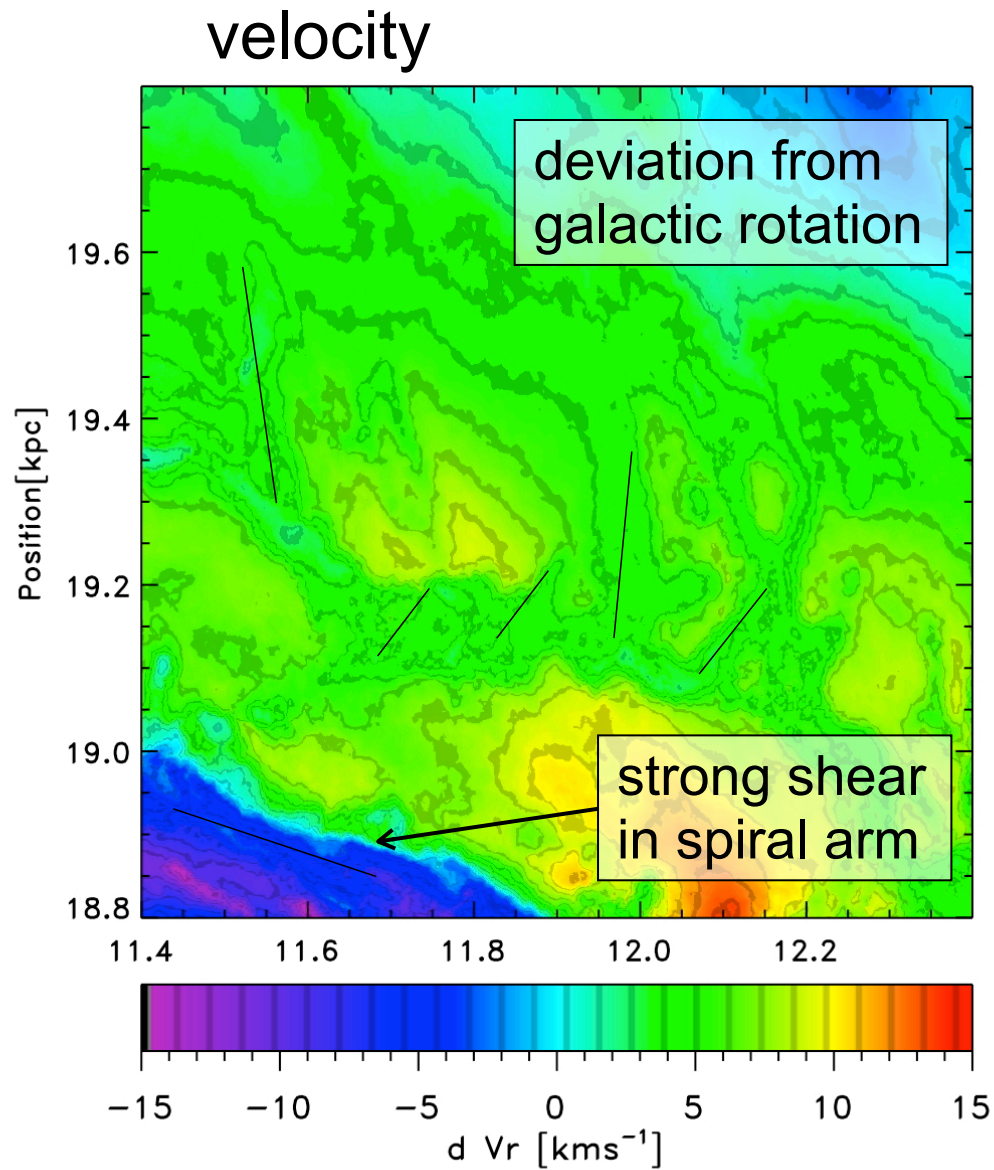 velocity
deviation from
galactic rotation
19.6
19.4
Position[kpc]
19.2
19.0
strong shear
in spiral arm
18.8
11.4 11.6 11.8 12.0 12.2
−15 −10 −5 0 5 10 15
d Vr [kms⁻¹]